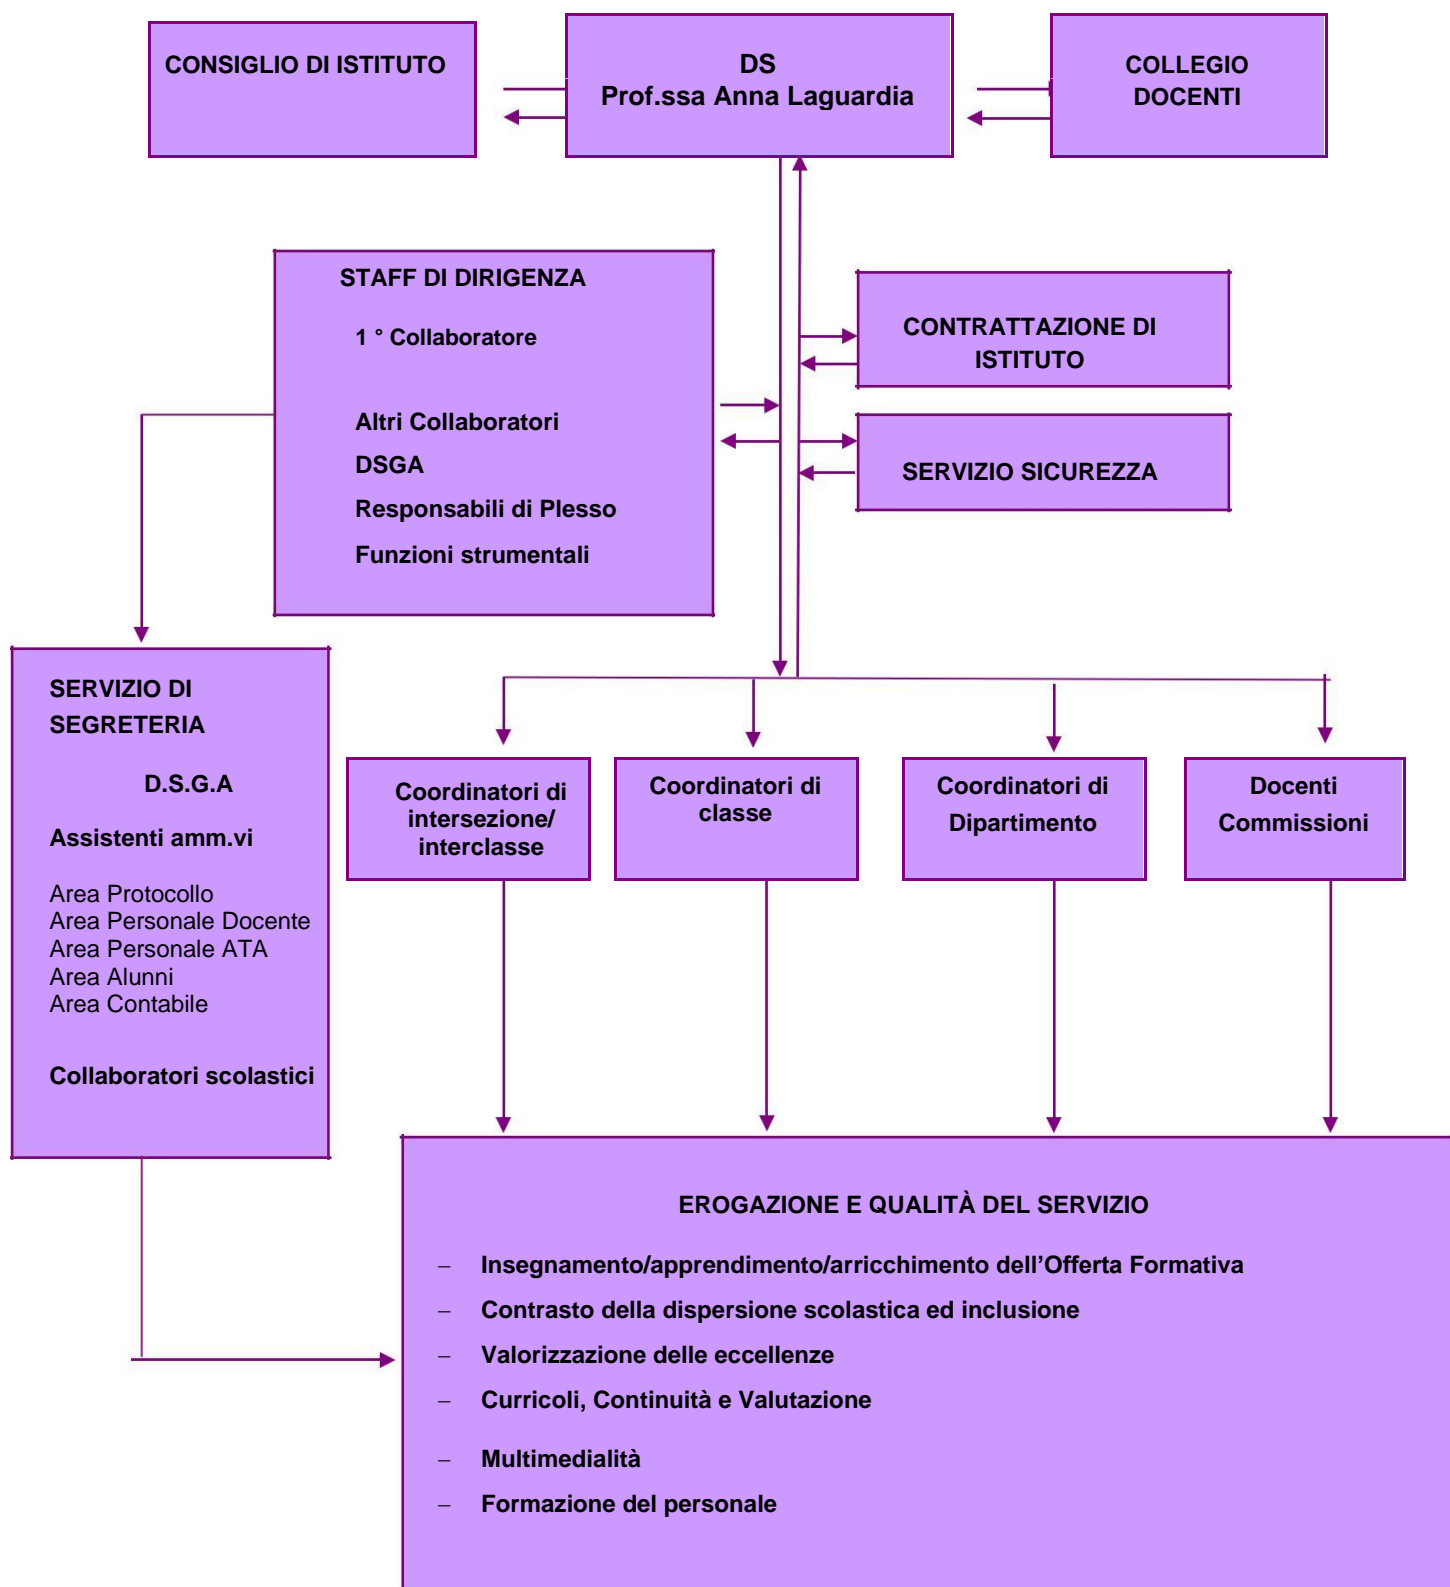 CONSIGLIO DI ISTITUTO
DS
Prof.ssa Anna Laguardia
COLLEGIO
DOCENTI
STAFF DI DIRIGENZA
1 ° Collaboratore
Altri Collaboratori
DSGA
Responsabili di Plesso
Funzioni strumentali
CONTRATTAZIONE DI
ISTITUTO
SERVIZIO SICUREZZA
SERVIZIO DI
SEGRETERIA
D.S.G.A
Assistenti amm.vi
Area Protocollo
Area Personale Docente
Area Personale ATA
Area Alunni
Area Contabile
Collaboratori scolastici
Coordinatori di
intersezione/
interclasse
Coordinatori di
classe
Coordinatori di
Dipartimento
Docenti
Commissioni
EROGAZIONE E QUALITÀ DEL SERVIZIO
– Insegnamento/apprendimento/arricchimento dell’Offerta Formativa
– Contrasto della dispersione scolastica ed inclusione
– Valorizzazione delle eccellenze
– Curricoli, Continuità e Valutazione
– Multimedialità
– Formazione del personale